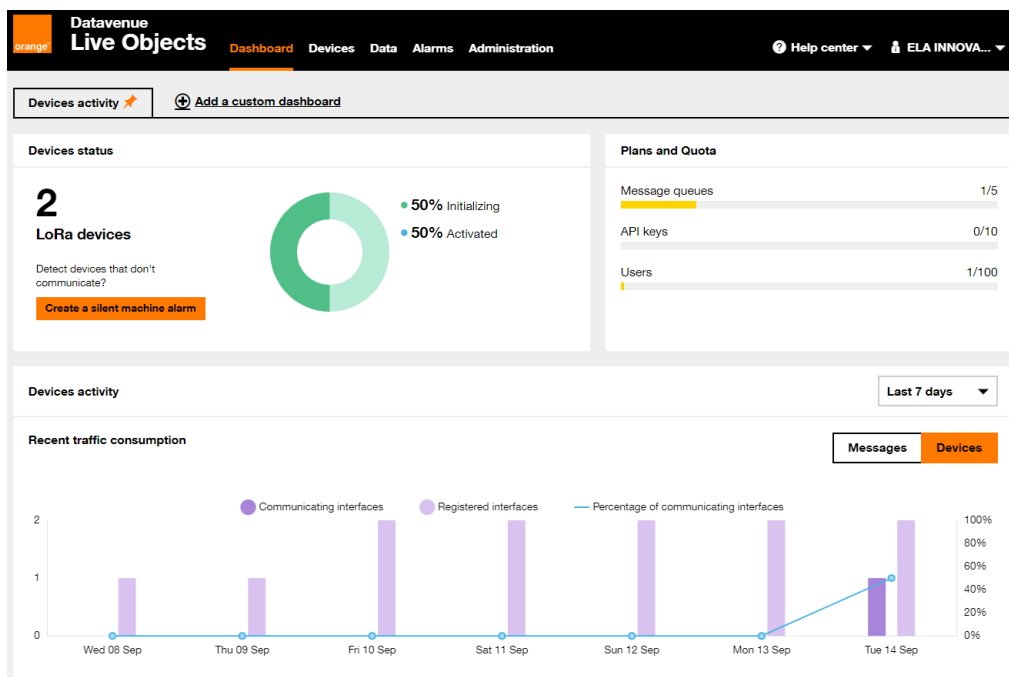 orange™
Datavenue
Live Objects
Dashboard Devices Data Alarms Administration
Help center
ELA INNOVA...
Devices activity
Add a custom dashboard
Devices status
2
LoRa devices
Detect devices that don't
communicate?
Create a silent machine alarm
50% Initializing
50% Activated
Plans and Quota
Message queues 1/5
API keys 0/10
Users 1/100
Devices activity
Last 7 days
Recent traffic consumption
Messages Devices
Communicating interfaces Registered interfaces Percentage of communicating interfaces
2 100%
80%
60%
1
40%
20%
0 0%
Wed 08 Sep Thu 09 Sep Fri 10 Sep Sat 11 Sep Sun 12 Sep Mon 13 Sep Tue 14 Sep